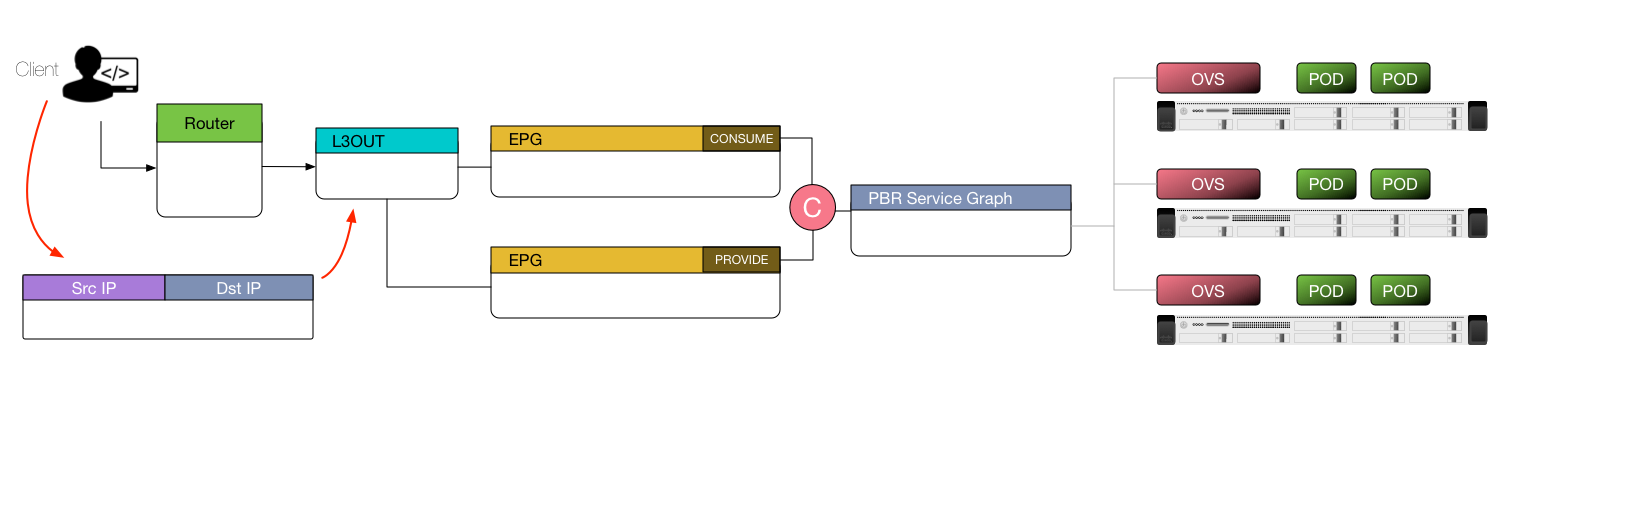 Client
</>
Router
L3OUT
EPG
CONSUME
EPG
PROVIDE
Src IP
Dst IP
C
PBR Service Graph
OVS
POD
POD
OVS
POD
POD
OVS
POD
POD